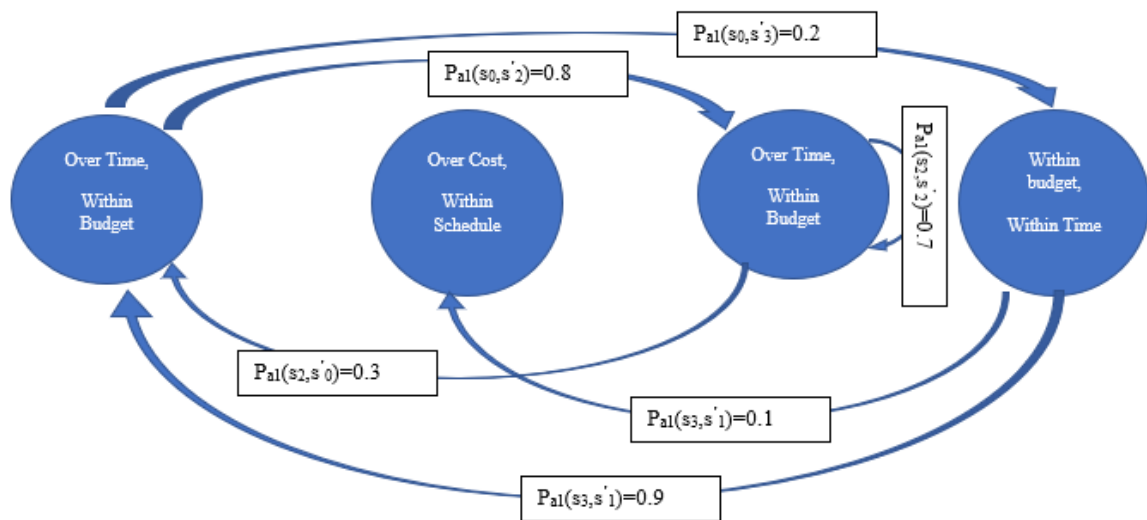 Pa1(s0,s'3)=0.2
Pa1(s0,s'2)=0.8
Over Time,
Within
Budget
Over Cost,
Within
Schedule
Over Time,
Within
Budget
Pa1(s2,s'2)=0.7
Within
budget,
Within Time
Pa1(s2,s'0)=0.3
Pa1(s3,s'1)=0.1
Pa1(s3,s'1)=0.9